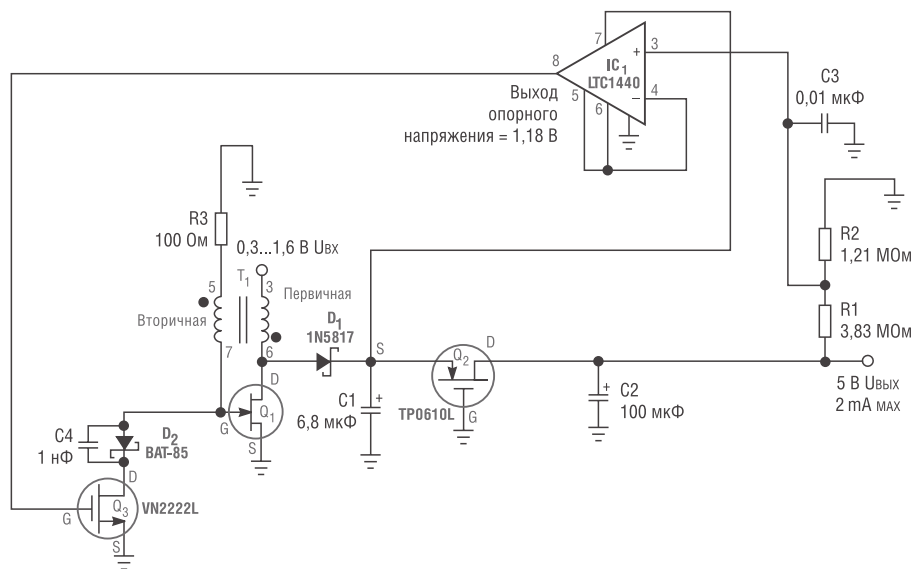 7
3
8
IC1
LTC1440
+
–
5
6
4
Выход
опорного
напряжения = 1,18 В
C3
0,01 мкФ
R3
100 Ом
0,3...1,6 В Uвх
T1
5
3
Первичная
Вторичная
7
6
R2
1,21 МОм
R1
3,83 МОм
D1
1N5817
S
Q2
D
G
TP0610L
C1
+
6,8 мкФ
C2
+
100 мкФ
5 В Uвых
2 mA MAX
D
Q1
G
S
C4
1 нФ
D2
BAT-85
D
Q3
G
S
VN2222L